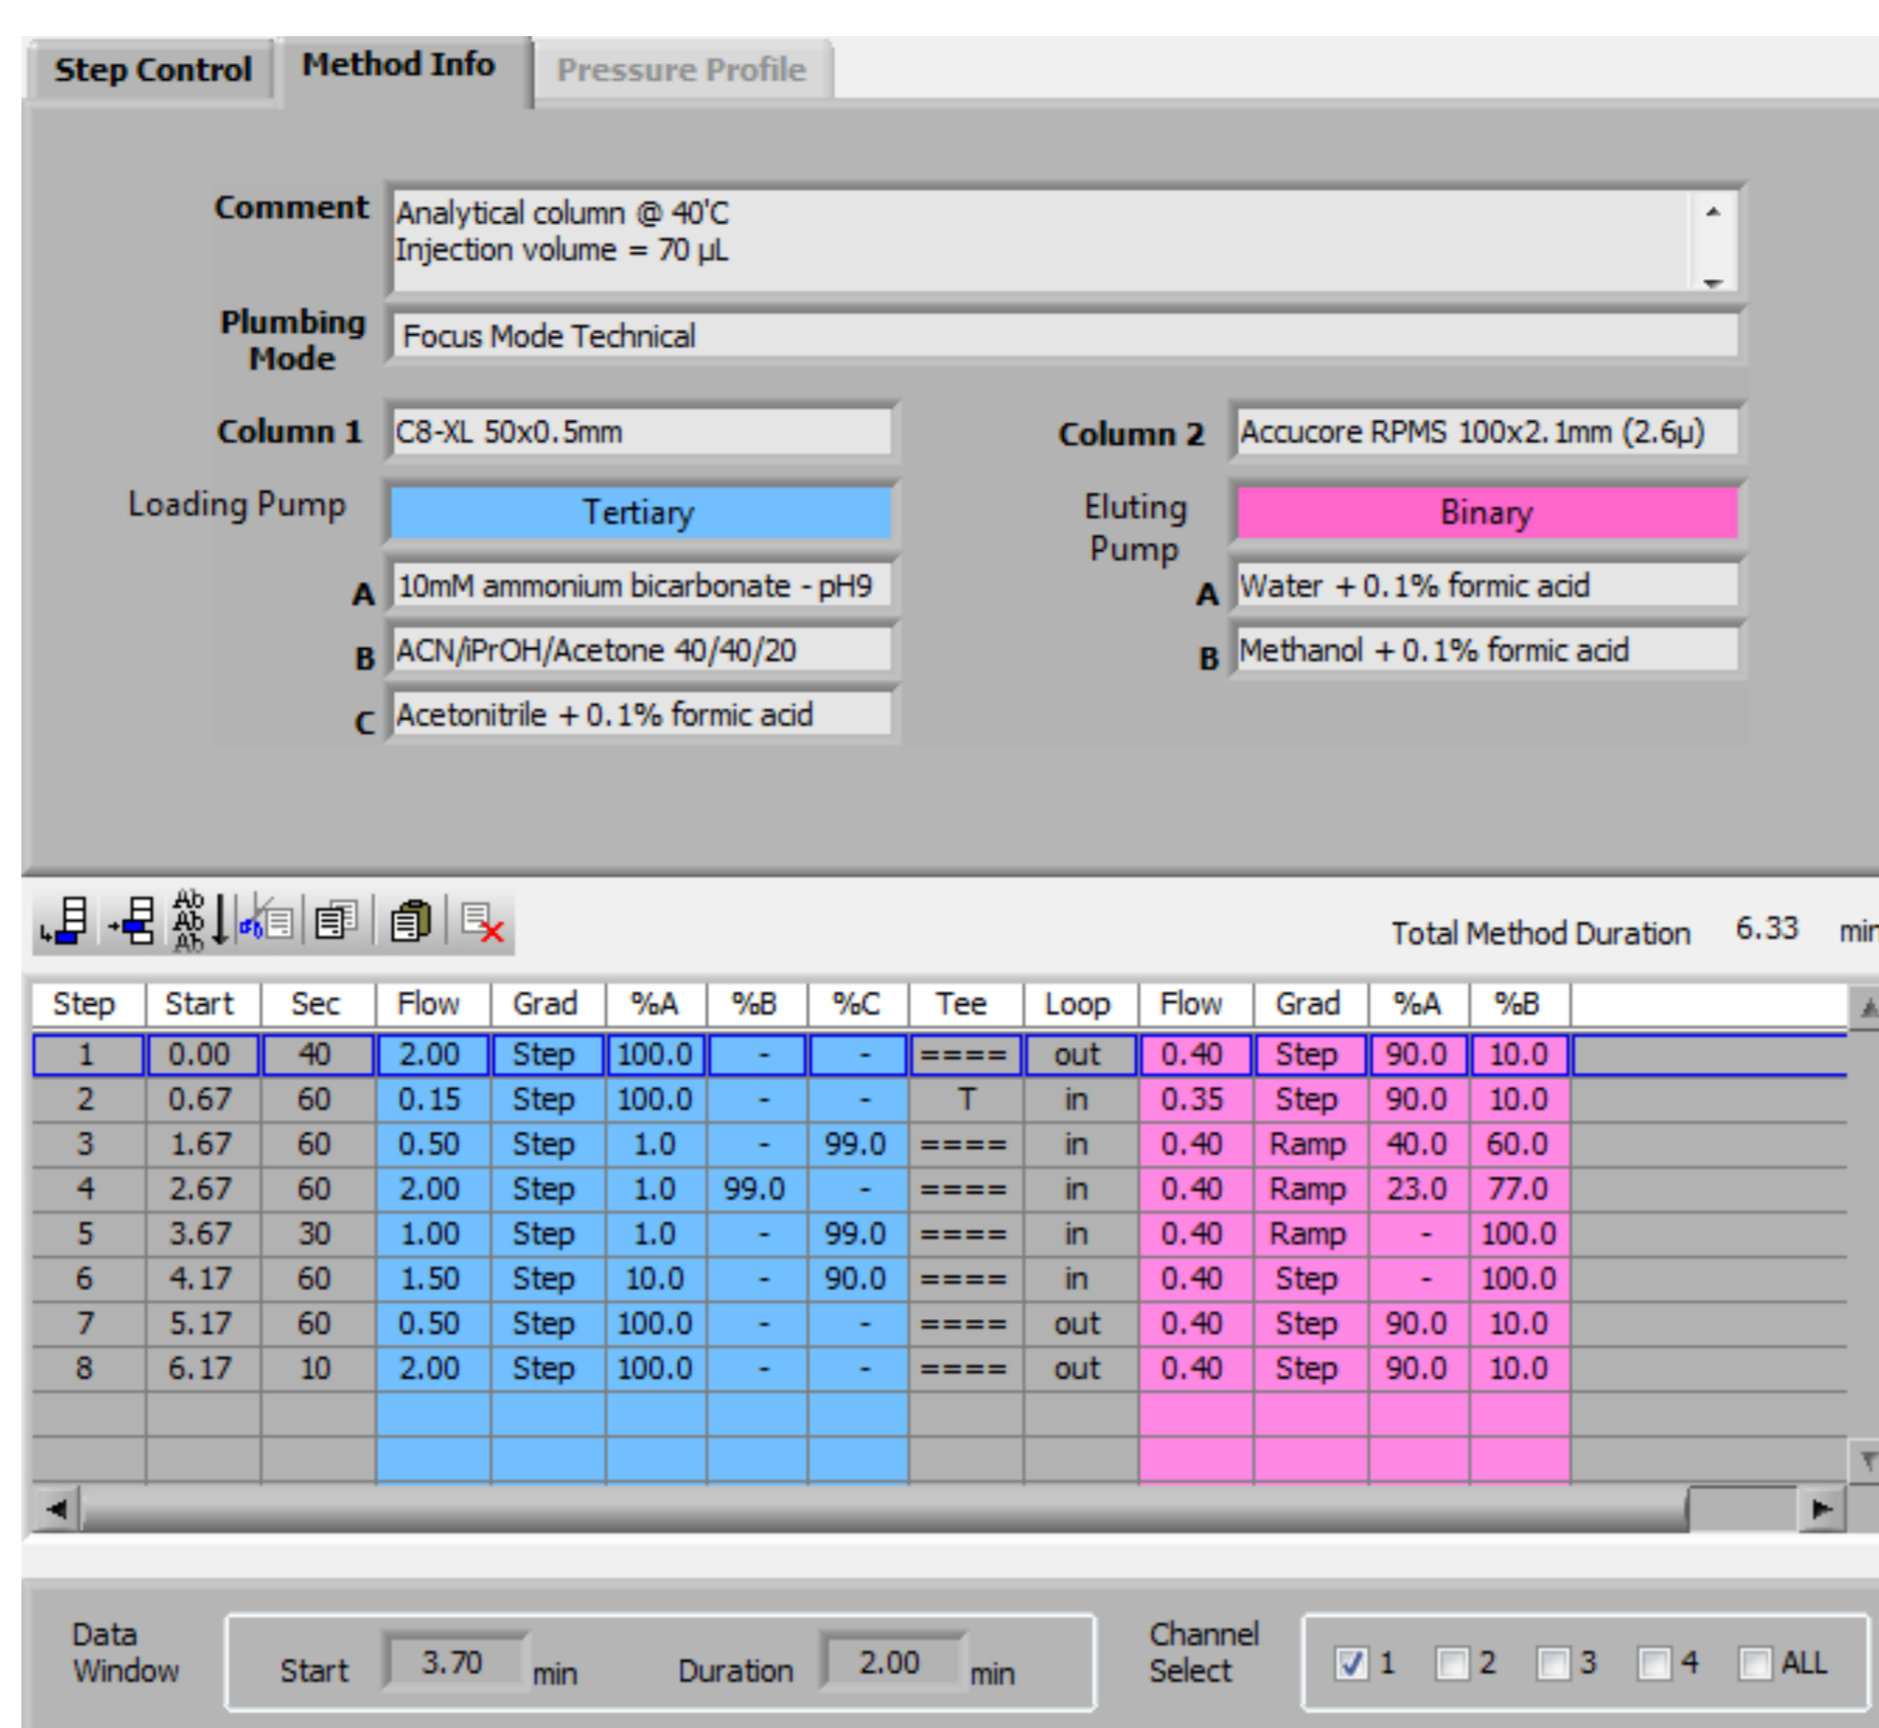 Step Control Method Info Pressure Profile
Comment Analytical column @ 40'C
Injection volume = 70 µL
Plumbing Mode Focus Mode Technical
Column 1 C8-XL 50x0.5mm Column 2 Accucore RPMS 100x2.1mm (2.6µ)
Loading Pump Tertiary Eluting Pump Binary
A 10mM ammonium bicarbonate - pH9 A Water + 0.1% formic acid
B ACN/iPrOH/Acetone 40/40/20 B Methanol + 0.1% formic acid
C Acetonitrile + 0.1% formic acid
Ab
Ab
Ab
Total Method Duration 6.33 min
Step Start Sec Flow Grad %A %B %C Tee Loop Flow Grad %A %B
1 0.00 40 2.00 Step 100.0 - - ==== out 0.40 Step 90.0 10.0
2 0.67 60 0.15 Step 100.0 - - T in 0.35 Step 90.0 10.0
3 1.67 60 0.50 Step 1.0 - 99.0 ==== in 0.40 Ramp 40.0 60.0
4 2.67 60 2.00 Step 1.0 99.0 - ==== in 0.40 Ramp 23.0 77.0
5 3.67 30 1.00 Step 1.0 - 99.0 ==== in 0.40 Ramp - 100.0
6 4.17 60 1.50 Step 10.0 - 90.0 ==== in 0.40 Step - 100.0
7 5.17 60 0.50 Step 100.0 - - ==== out 0.40 Step 90.0 10.0
8 6.17 10 2.00 Step 100.0 - - ==== out 0.40 Step 90.0 10.0
Data Window Start 3.70 min Duration 2.00 min Channel Select 1 2 3 4 ALL